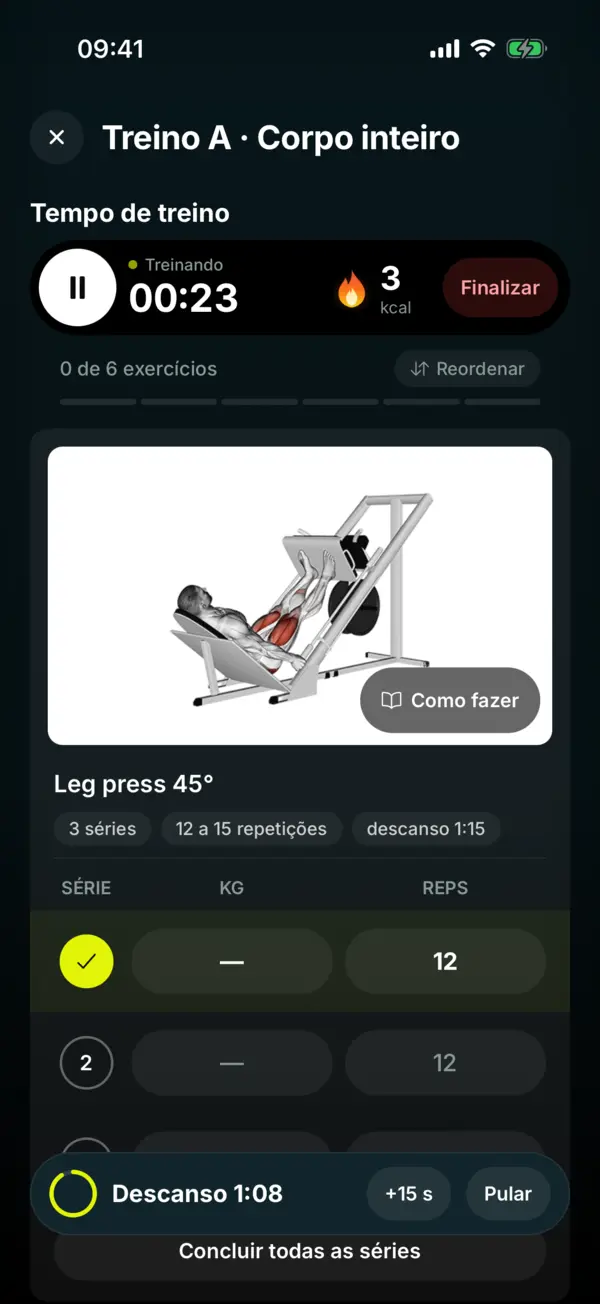 09:41
Treino A · Corpo inteiro
Tempo de treino
Treinando
00:23
3
kcal
Finalizar
0 de 6 exercícios
Reordenar
Como fazer
Leg press 45°
3 séries
12 a 15 repetições
descanso 1:15
SÉRIE KG REPS
— 12
2 — 12
Descanso 1:08
+15 s
Pular
Concluir todas as séries